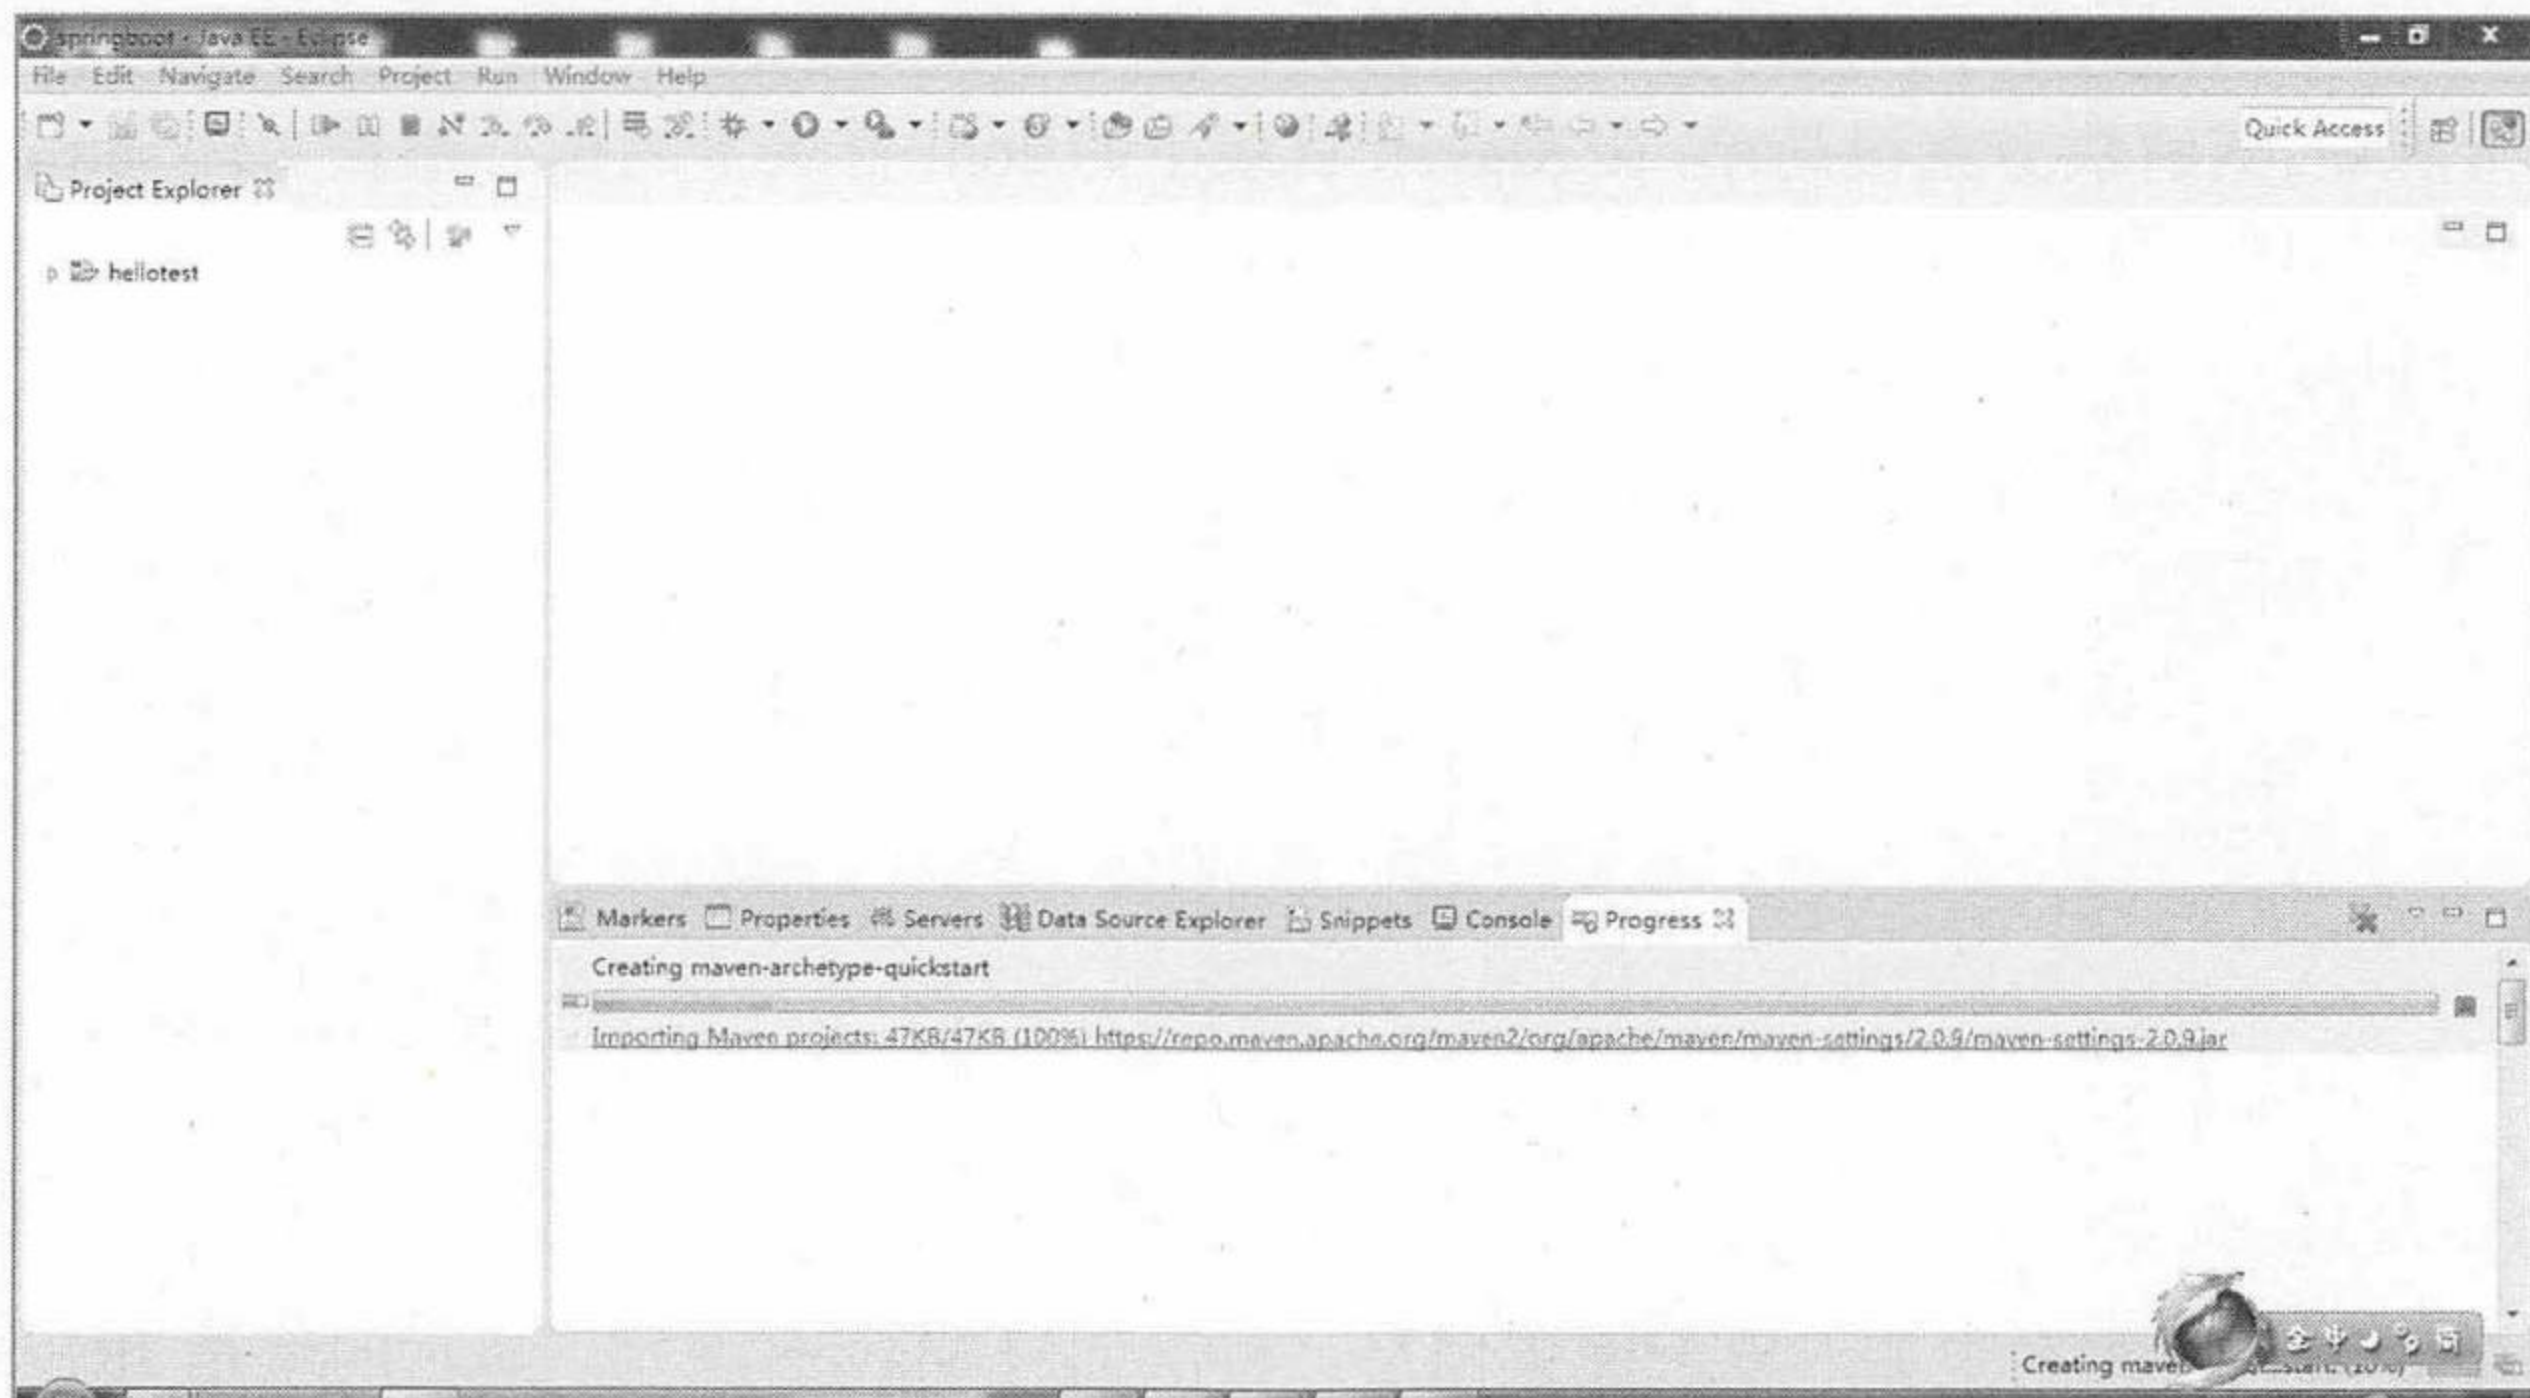 springboot - Java EE - Eclipse
File Edit Navigate Search Project Run Window Help
Quick Access
Project Explorer
hellotest
Markers Properties Servers Data Source Explorer Snippets Console Progress
Creating maven-archetype-quickstart
Importing Maven projects: 47KB/47KB (100%) https://repo.maven.apache.org/maven2/org/apache/maven/maven-settings/2.0.9/maven-settings-2.0.9.jar
Creating